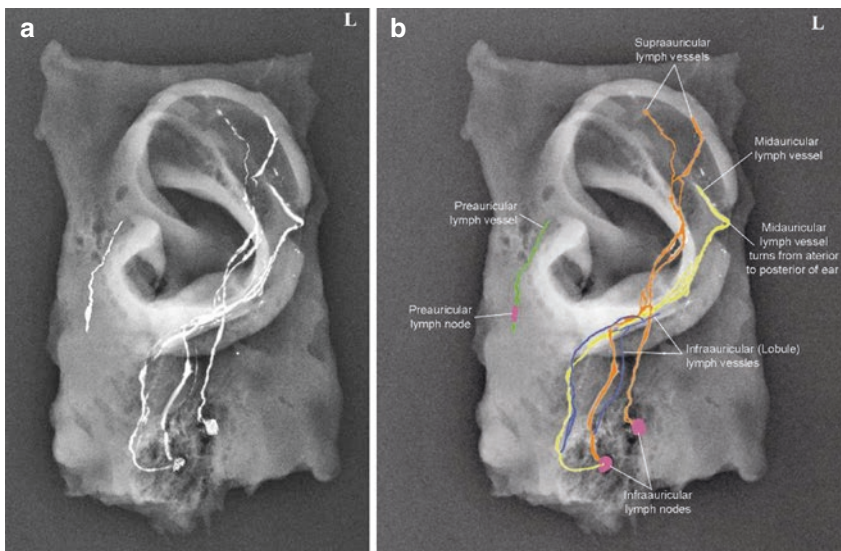 a
L
b
L
Supraauricular
lymph vessels
Midauricular
lymph vessel
Preauricular
lymph vessel
Midauricular
lymph vessel
turns from aterior
to posterior of ear
Preauricular
lymph node
Infraauricular (Lobule)
lymph vessles
Infraauricular
lymph nodes